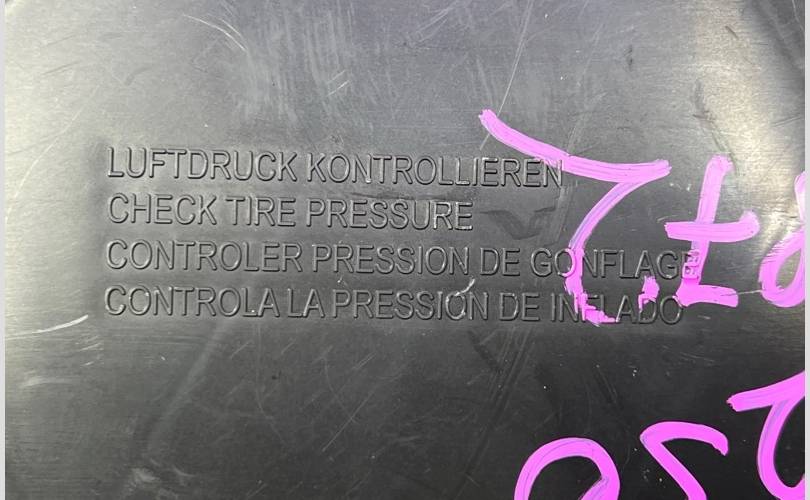 LUFTDRUCK KONTROLLIEREN
CHECK TIRE PRESSURE
CONTROLER PRESSION DE GONFLAGE
CONTROLA LA PRESSION DE INFLADO